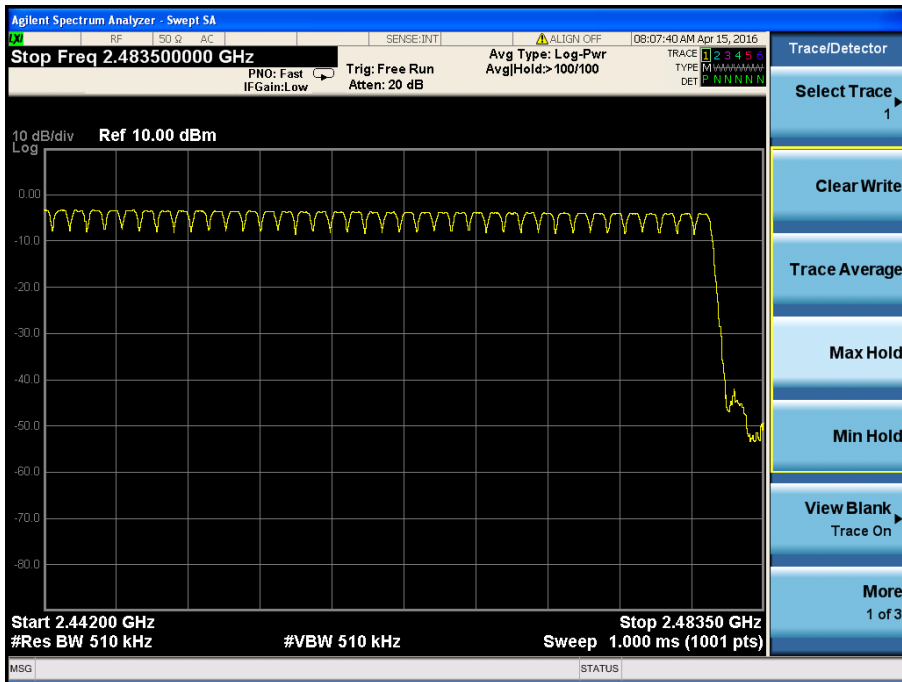 Agilent Spectrum Analyzer - Swept SA
LXI RF 50 Ω AC SENSE:INT ALIGN OFF 08:07:40 AM Apr 15, 2016
Stop Freq 2.483500000 GHz
PNO: Fast
IFGain:Low
Trig: Free Run
Atten: 20 dB
Avg Type: Log-Pwr
Avg|Hold:>100/100
TRACE 1 2 3 4 5 6
TYPE M W W W W W
DET P N N N N N
Trace/Detector
Select Trace
1
Clear Write
Trace Average
Max Hold
Min Hold
View Blank
Trace On
More
1 of 3
10 dB/div Ref 10.00 dBm
Log
0.00
-10.0
-20.0
-30.0
-40.0
-50.0
-60.0
-70.0
-80.0
Start 2.44200 GHz Stop 2.48350 GHz
#Res BW 510 kHz #VBW 510 kHz Sweep 1.000 ms (1001 pts)
MSG STATUS